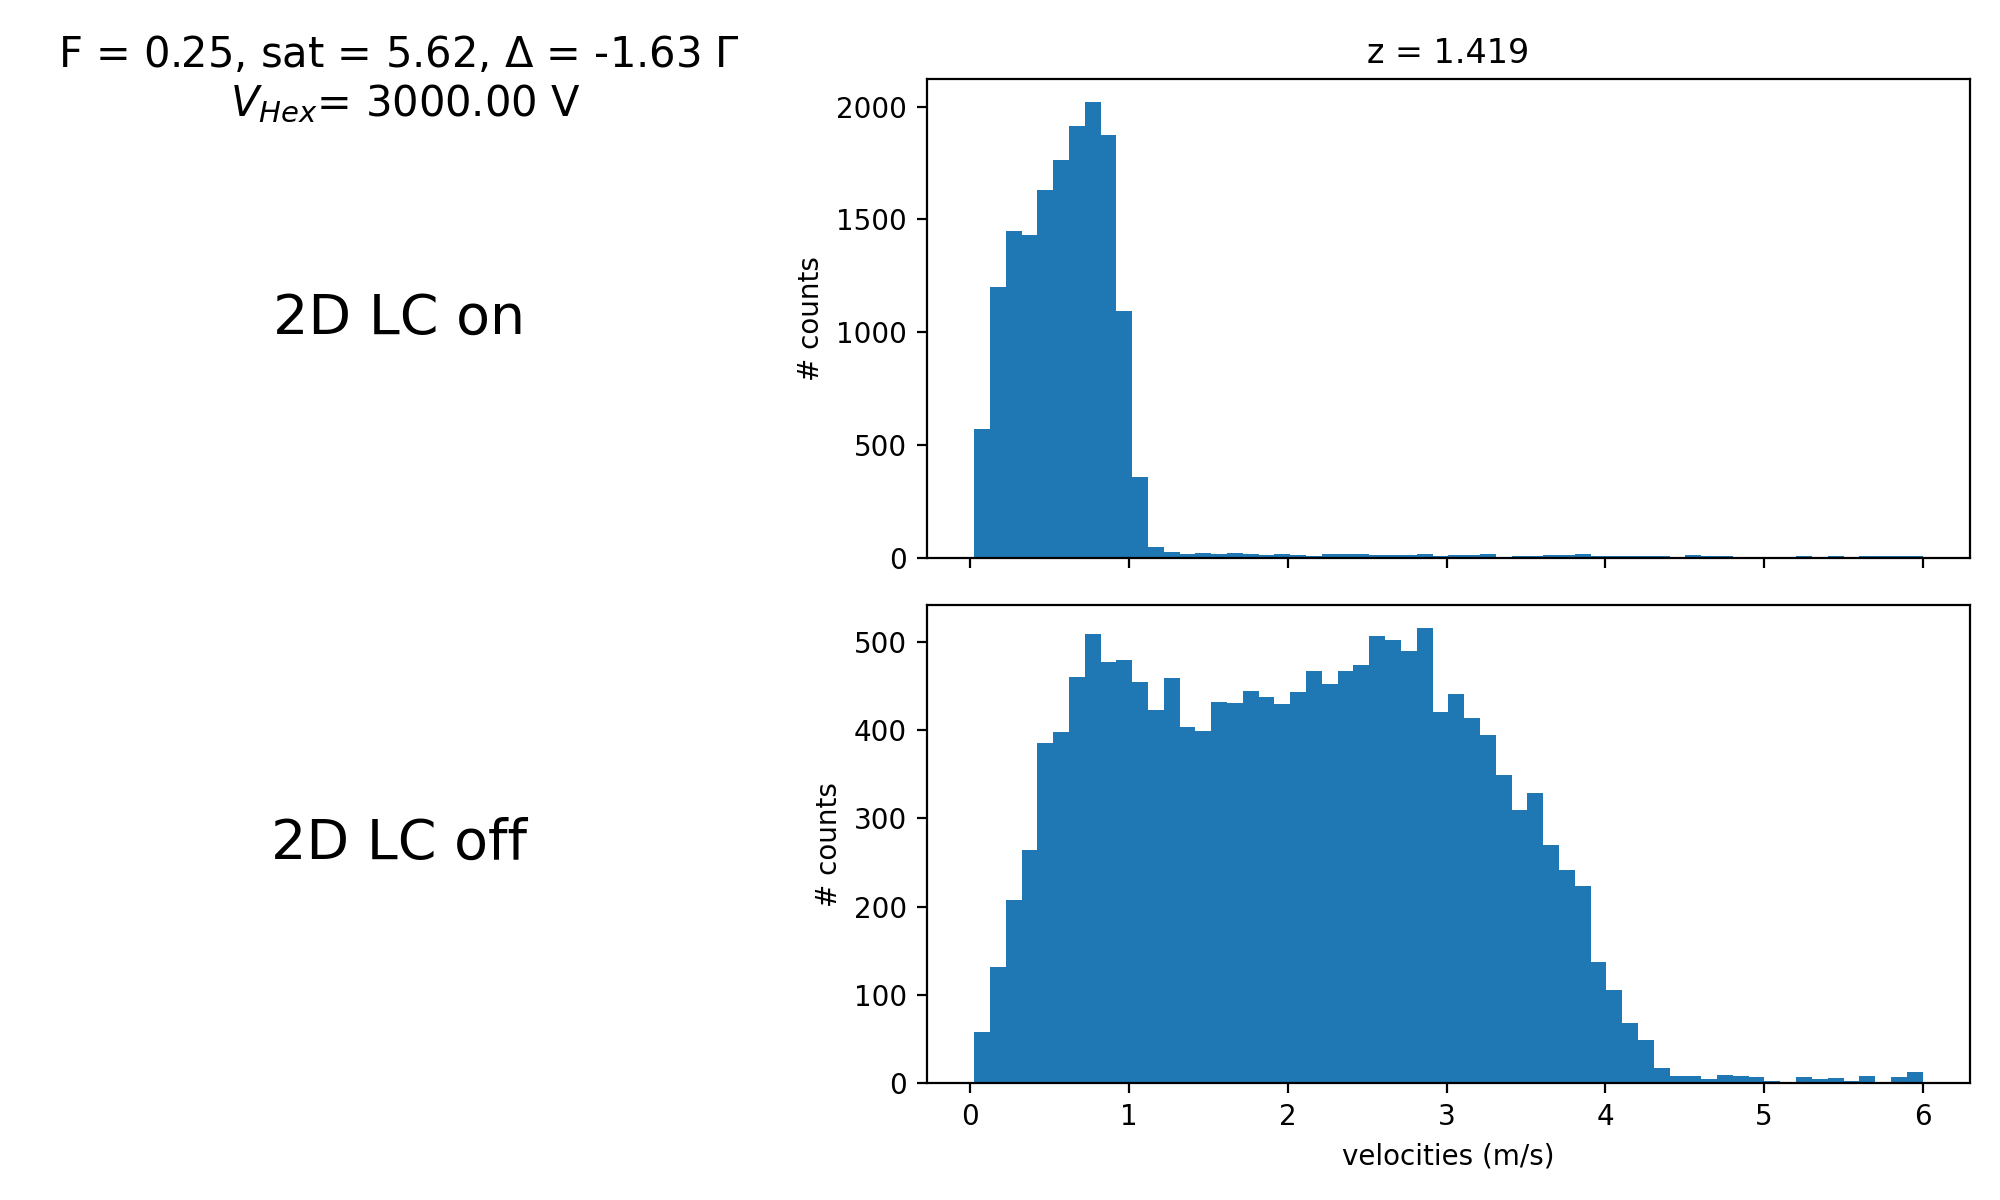 F = 0.25, sat = 5.62, Δ = -1.63 Γ
V_Hex= 3000.00 V
z = 1.419
2D LC on
# counts
2000
1500
1000
500
0
2D LC off
# counts
500
400
300
200
100
0
0 1 2 3 4 5 6
velocities (m/s)